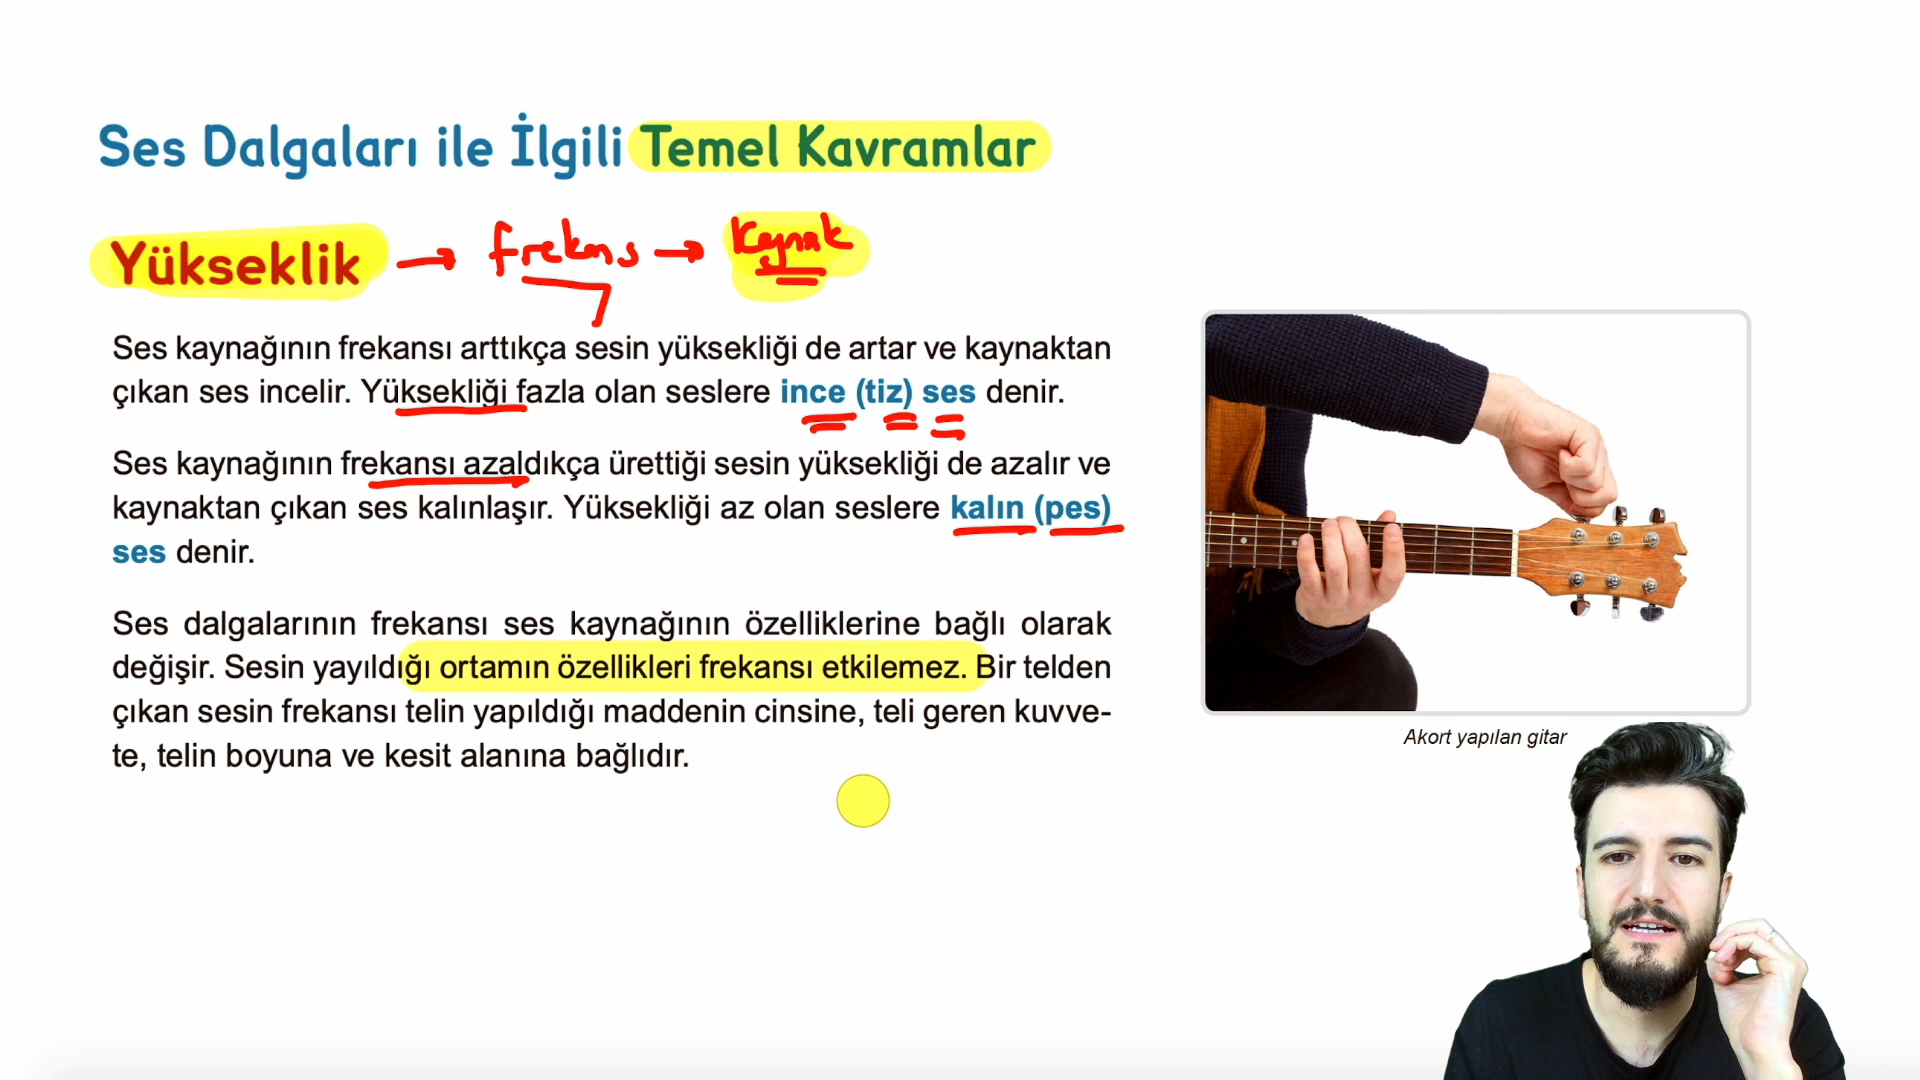 Ses Dalgaları ile İlgili Temel Kavramlar
Yükseklik → frekans → Kaynak
Ses kaynağının frekansı arttıkça sesin yüksekliği de artar ve kaynaktan
çıkan ses incelir. Yüksekliği fazla olan seslere ince (tiz) ses denir.
Ses kaynağının frekansı azaldıkça ürettiği sesin yüksekliği de azalır ve
kaynaktan çıkan ses kalınlaşır. Yüksekliği az olan seslere kalın (pes)
ses denir.
Ses dalgalarının frekansı ses kaynağının özelliklerine bağlı olarak
değişir. Sesin yayıldığı ortamın özellikleri frekansı etkilemez. Bir telden
çıkan sesin frekansı telin yapıldığı maddenin cinsine, teli geren kuvve-
te, telin boyuna ve kesit alanına bağlıdır.
Akort yapılan gitar